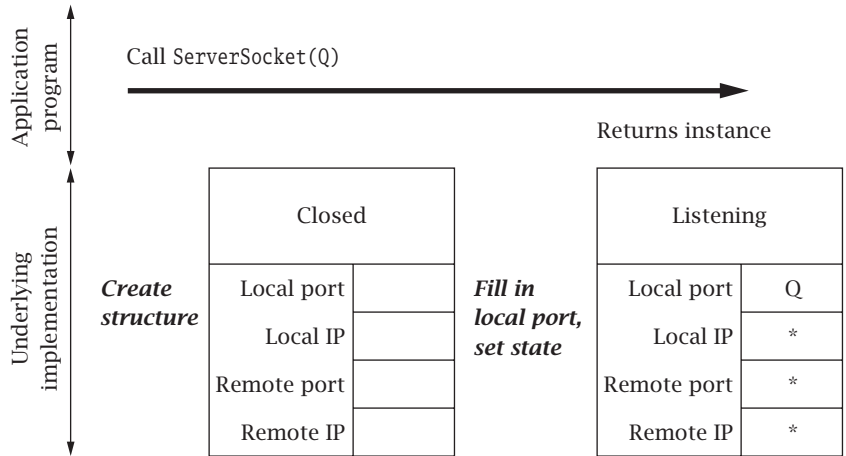 Application
program
Call ServerSocket(Q)
Returns instance
Underlying
implementation
Create
structure
Closed
Local port
Local IP
Remote port
Remote IP
Fill in
local port,
set state
Listening
Local port Q
Local IP *
Remote port *
Remote IP *